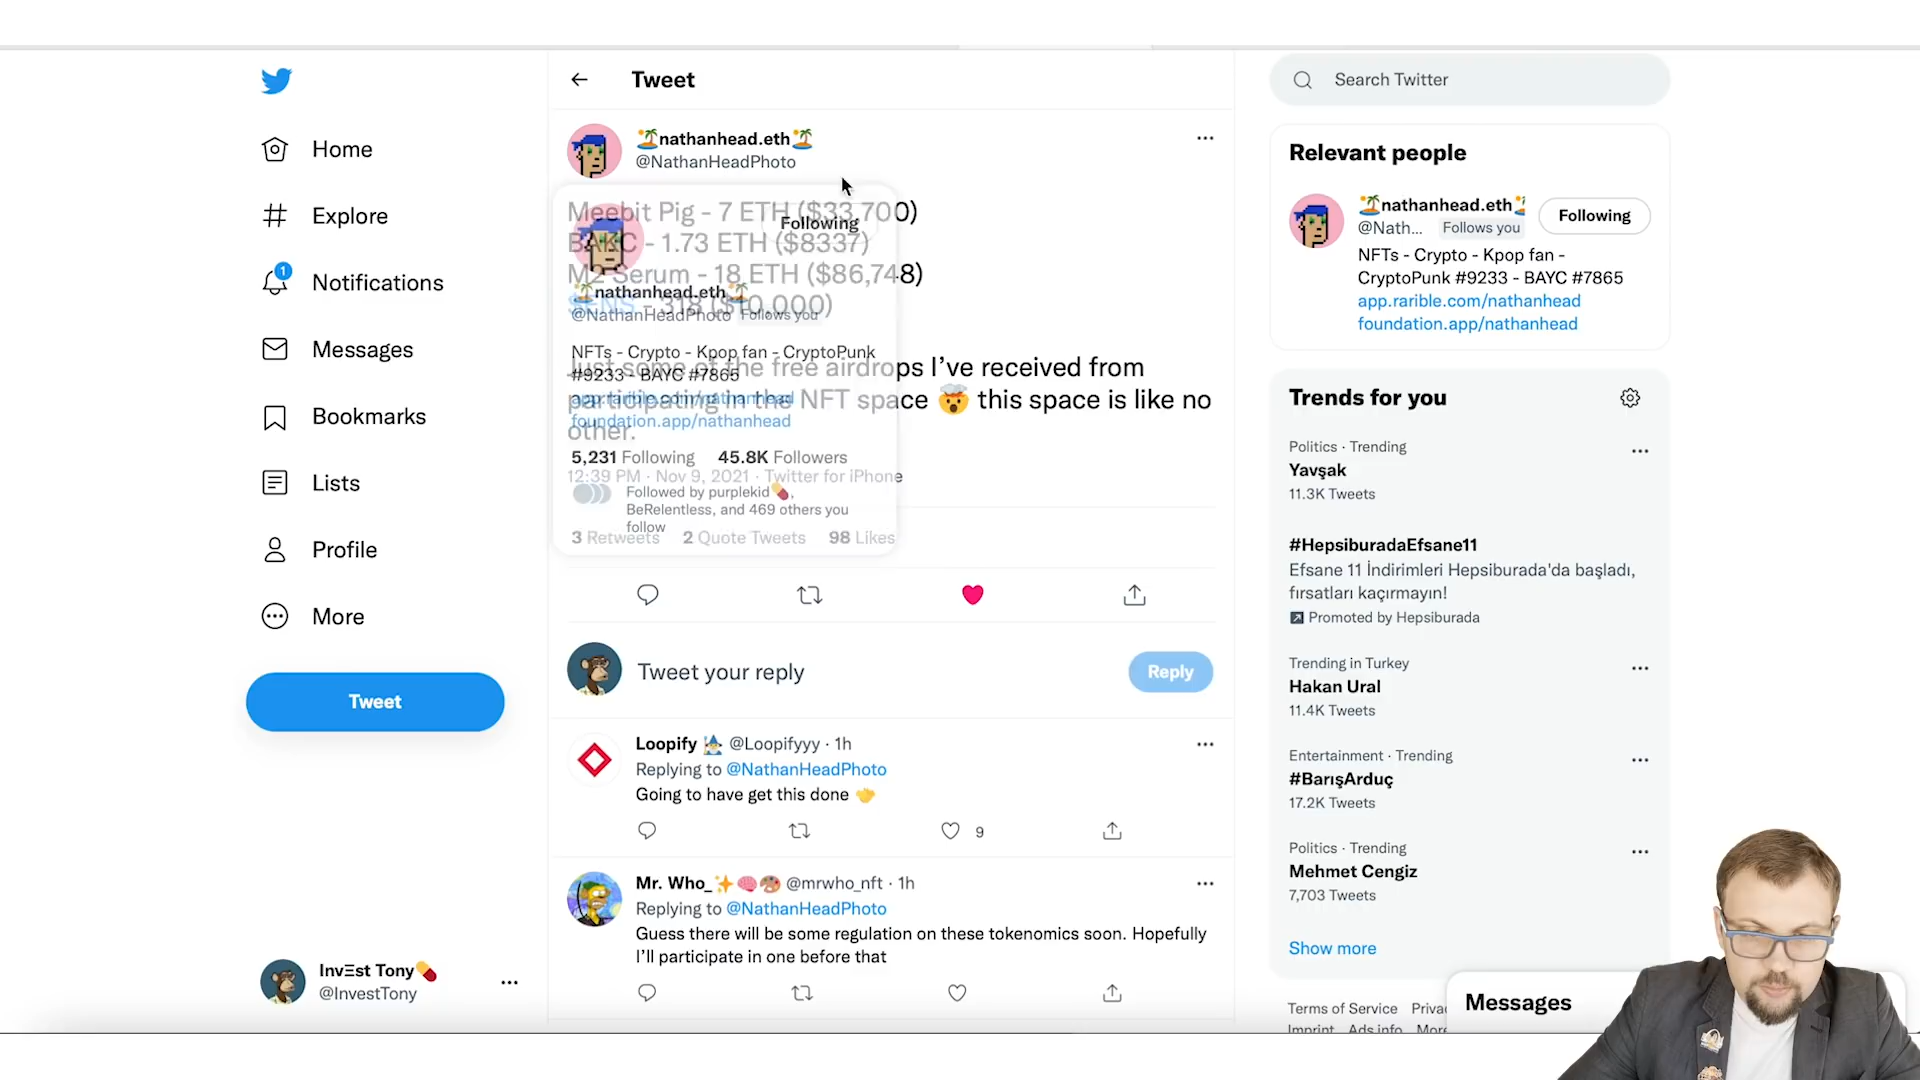 Tweet
Search Twitter
Home
Explore
1
Notifications
Messages
Bookmarks
Lists
Profile
More
Tweet
InvΞst Tony
@InvestTony
nathanhead.eth
@NathanHeadPhoto
Meebit Pig - 7 ETH ($33,700)
BAKC - 1.73 ETH ($8337)
M2 Serum - 18 ETH ($86,748)
$ENS - 318 ($10,000)
Just some of the free airdrops I've received from
participating in the NFT space 🤯 this space is like no
other.
12:39 PM · Nov 9, 2021 · Twitter for iPhone
3 Retweets 2 Quote Tweets 98 Likes
Following
nathanhead.eth
@NathanHeadPhoto Follows you
NFTs - Crypto - Kpop fan - CryptoPunk
#9233 - BAYC #7865
app.rarible.com/nathanhead
foundation.app/nathanhead
5,231 Following 45.8K Followers
Followed by purplekid💊,
BeRelentless, and 469 others you
follow
Tweet your reply
Reply
Loopify @Loopifyyy · 1h
Replying to @NathanHeadPhoto
Going to have get this done
9
Mr. Who_✨🧠🎨 @mrwho_nft · 1h
Replying to @NathanHeadPhoto
Guess there will be some regulation on these tokenomics soon. Hopefully
I'll participate in one before that
Relevant people
nathanhead.eth
@Nath... Follows you
Following
NFTs - Crypto - Kpop fan -
CryptoPunk #9233 - BAYC #7865
app.rarible.com/nathanhead
foundation.app/nathanhead
Trends for you
Politics · Trending
Yavşak
11.3K Tweets
#HepsiburadaEfsane11
Efsane 11 İndirimleri Hepsiburada'da başladı,
fırsatları kaçırmayın!
Promoted by Hepsiburada
Trending in Turkey
Hakan Ural
11.4K Tweets
Entertainment · Trending
#BarışArduç
17.2K Tweets
Politics · Trending
Mehmet Cengiz
7,703 Tweets
Show more
Terms of Service
Imprint Ads info More
Messages